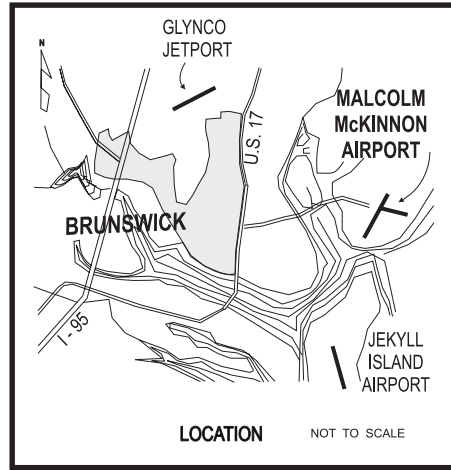 GLYNCO
JETPORT
N
U.S. 17
MALCOLM
McKINNON
AIRPORT
BRUNSWICK
I - 95
JEKYLL
ISLAND
AIRPORT
LOCATION
NOT TO SCALE